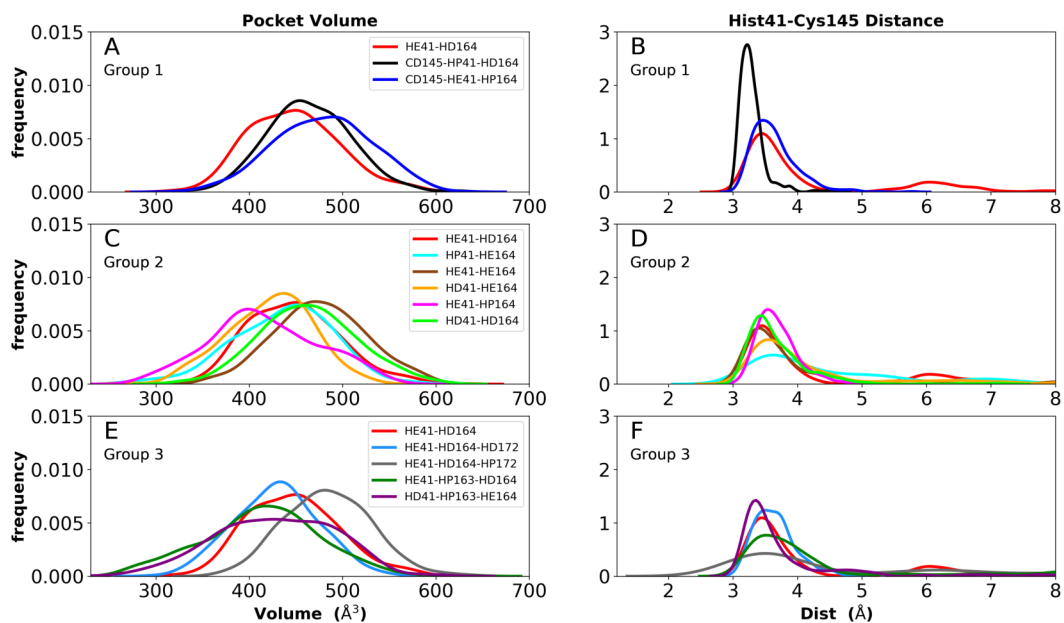 Pocket Volume
Hist41-Cys145 Distance
A
Group 1
HE41-HD164
CD145-HP41-HD164
CD145-HE41-HP164
frequency
0.015
0.010
0.005
0.000
300 400 500 600 700
B
Group 1
frequency
3
2
1
0
2 3 4 5 6 7 8
C
Group 2
HE41-HD164
HP41-HE164
HE41-HE164
HD41-HE164
HE41-HP164
HD41-HD164
frequency
0.015
0.010
0.005
0.000
300 400 500 600 700
D
Group 2
frequency
3
2
1
0
2 3 4 5 6 7 8
E
Group 3
HE41-HD164
HE41-HD164-HD172
HE41-HD164-HP172
HE41-HP163-HD164
HD41-HP163-HE164
frequency
0.015
0.010
0.005
0.000
300 400 500 600 700
Volume (Å³)
F
Group 3
frequency
3
2
1
0
2 3 4 5 6 7 8
Dist (Å)